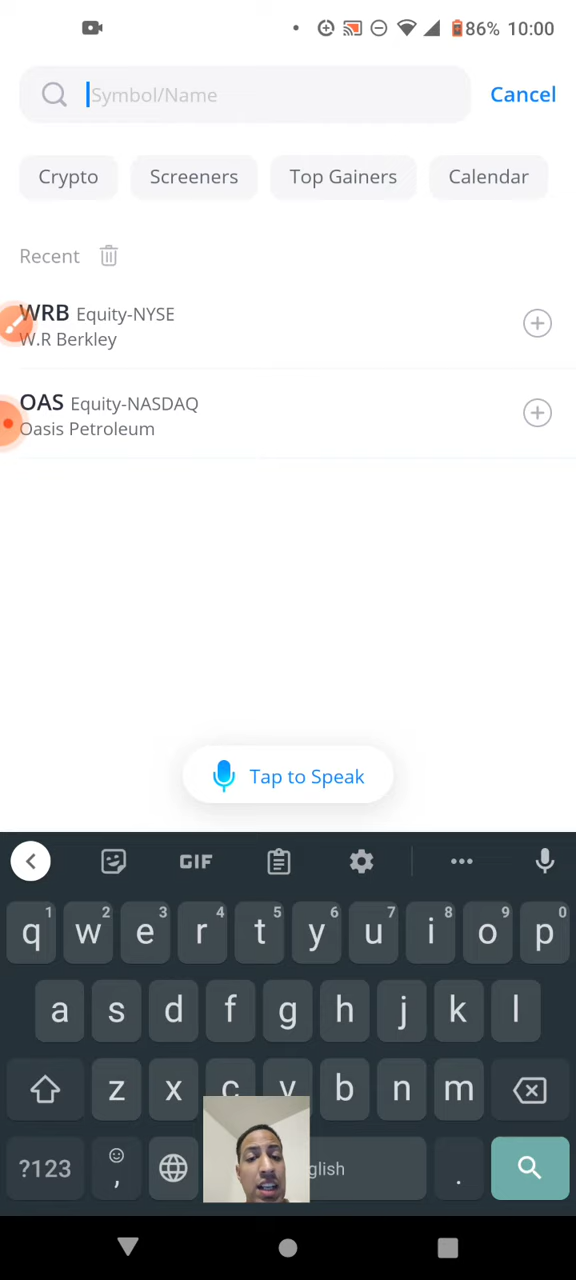 86% 10:00
Symbol/Name
Cancel
Crypto Screeners Top Gainers Calendar
Recent
WRB Equity-NYSE
W.R Berkley
OAS Equity-NASDAQ
Oasis Petroleum
Tap to Speak
GIF
1 2 3 4 5 6 7 8 9 0
q w e r t y u i o p
a s d f g h j k l
z x c v b n m
?123 , glish .